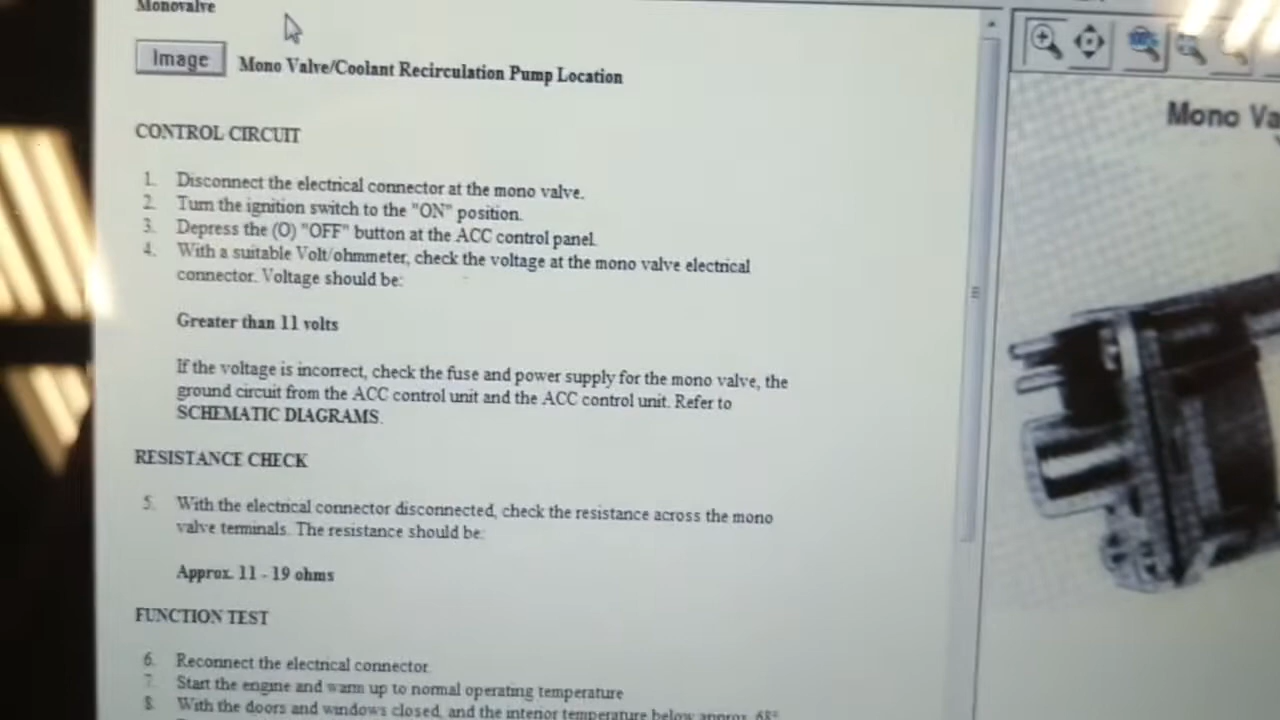 Monovalve
Image
Mono Valve/Coolant Recirculation Pump Location
CONTROL CIRCUIT
1. Disconnect the electrical connector at the mono valve.
2. Turn the ignition switch to the "ON" position.
3. Depress the (O) "OFF" button at the ACC control panel.
4. With a suitable Volt/ohmmeter, check the voltage at the mono valve electrical
connector. Voltage should be:
Greater than 11 volts
If the voltage is incorrect, check the fuse and power supply for the mono valve, the
ground circuit from the ACC control unit and the ACC control unit. Refer to
SCHEMATIC DIAGRAMS.
RESISTANCE CHECK
5. With the electrical connector disconnected, check the resistance across the mono
valve terminals. The resistance should be:
Approx. 11 - 19 ohms
FUNCTION TEST
6. Reconnect the electrical connector.
7. Start the engine and warm up to normal operating temperature
8. With the doors and windows closed, and the interior temperature below approx. 68°
100%
Mono Va